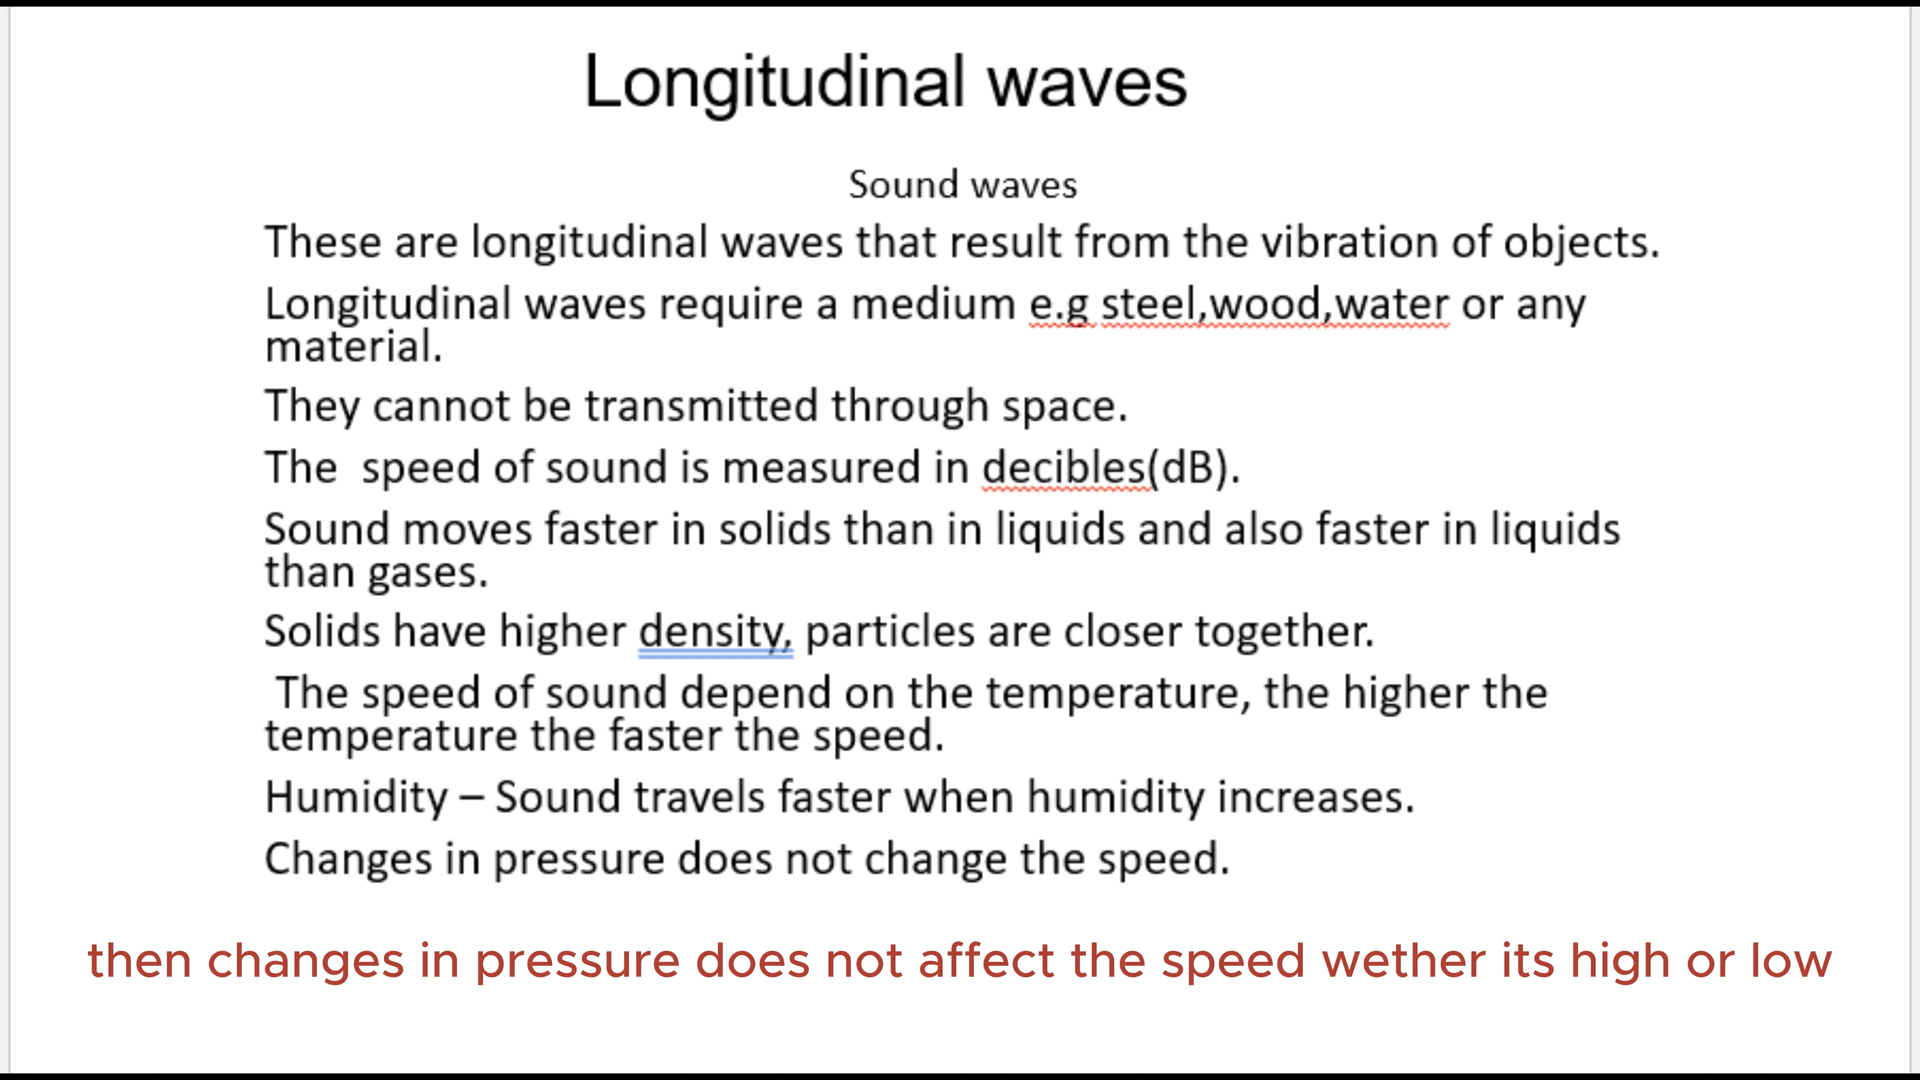 Longitudinal waves
Sound waves
These are longitudinal waves that result from the vibration of objects.
Longitudinal waves require a medium e.g steel,wood,water or any
material.
They cannot be transmitted through space.
The  speed of sound is measured in decibles(dB).
Sound moves faster in solids than in liquids and also faster in liquids
than gases.
Solids have higher density, particles are closer together.
The speed of sound depend on the temperature, the higher the
temperature the faster the speed.
Humidity – Sound travels faster when humidity increases.
Changes in pressure does not change the speed.
then changes in pressure does not affect the speed wether its high or low